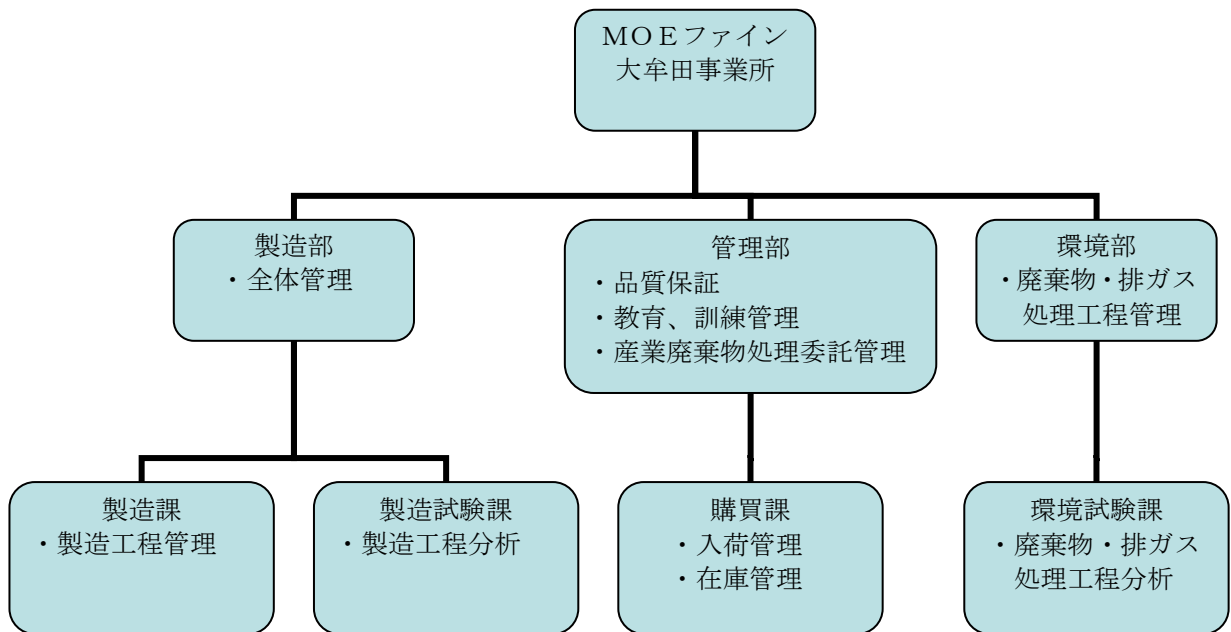 MOEファイン
大牟田事業所
製造部
・全体管理
管理部
・品質保証
・教育、訓練管理
・産業廃棄物処理委託管理
環境部
・廃棄物・排ガス
処理工程管理
製造課
・製造工程管理
製造試験課
・製造工程分析
購買課
・入荷管理
・在庫管理
環境試験課
・廃棄物・排ガス
処理工程分析